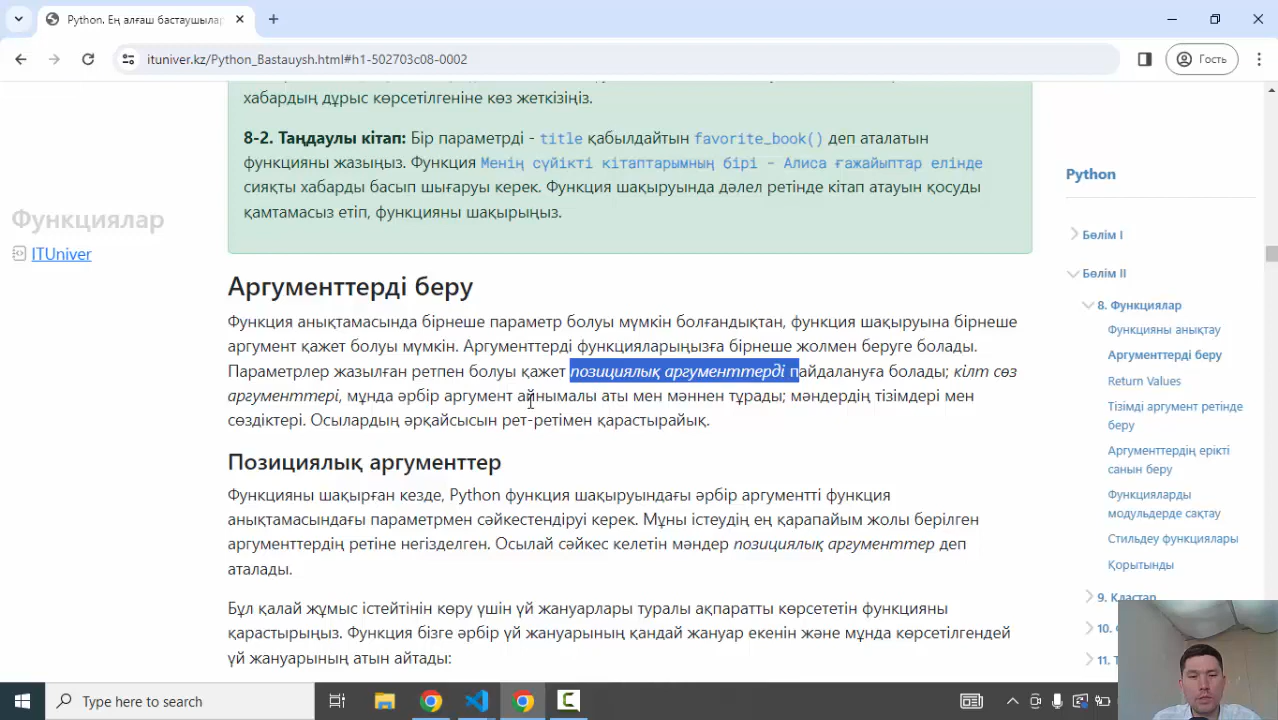 Python. Ең алғаш бастаушылар
ituniver.kz/Python_Bastauysh.html#h1-502703c08-0002
Гость
хабардың дұрыс көрсетілгеніне көз жеткізіңіз.
8-2. Таңдаулы кітап: Бір параметрді - title қабылдайтын favorite_book() деп аталатын
функцияны жазыңыз. Функция Менің сүйікті кітаптарымның бірі - Алиса ғажайыптар елінде
сияқты хабарды басып шығаруы керек. Функция шақыруында дәлел ретінде кітап атауын қосуды
қамтамасыз етіп, функцияны шақырыңыз.
Функциялар
ITUniver
Аргументтерді беру
Функция анықтамасында бірнеше параметр болуы мүмкін болғандықтан, функция шақыруына бірнеше
аргумент қажет болуы мүмкін. Аргументтерді функцияларыңызға бірнеше жолмен беруге болады.
Параметрлер жазылған ретпен болуы қажет позициялық аргументтерді пайдалануға болады; кілт сөз
аргументтері, мұнда әрбір аргумент айнымалы аты мен мәннен тұрады; мәндердің тізімдері мен
сөздіктері. Осылардың әрқайсысын рет-ретімен қарастырайық.
Позициялық аргументтер
Функцияны шақырған кезде, Python функция шақыруындағы әрбір аргументті функция
анықтамасындағы параметрмен сәйкестендіруі керек. Мұны істеудің ең қарапайым жолы берілген
аргументтердің ретіне негізделген. Осылай сәйкес келетін мәндер позициялық аргументтер деп
аталады.
Бұл қалай жұмыс істейтінін көру үшін үй жануарлары туралы ақпаратты көрсететін функцияны
қарастырыңыз. Функция бізге әрбір үй жануарының қандай жануар екенін және мұнда көрсетілгендей
үй жануарының атын айтады:
Python
Бөлім I
Бөлім II
8. Функциялар
Функцияны анықтау
Аргументтерді беру
Return Values
Тізімді аргумент ретінде
беру
Аргументтердің ерікті
санын беру
Функцияларды
модульдерде сақтау
Стильдеу функциялары
Қорытынды
9. Кластар
10.
11.
Type here to search